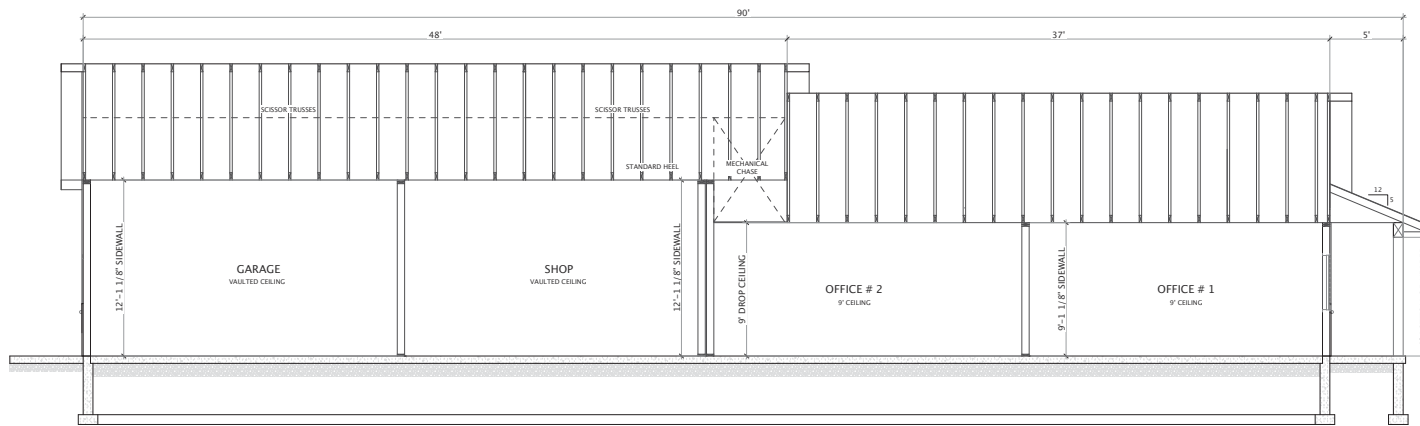 90'
48'
37'
5'
SCISSOR TRUSSES
SCISSOR TRUSSES
STANDARD HEEL
MECHANICAL
CHASE
12
5
12'-1 1/8" SIDEWALL
GARAGE
VAULTED CEILING
SHOP
VAULTED CEILING
12'-1 1/8" SIDEWALL
9' DROP CEILING
OFFICE # 2
9' CEILING
9'-1 1/8" SIDEWALL
OFFICE # 1
9' CEILING